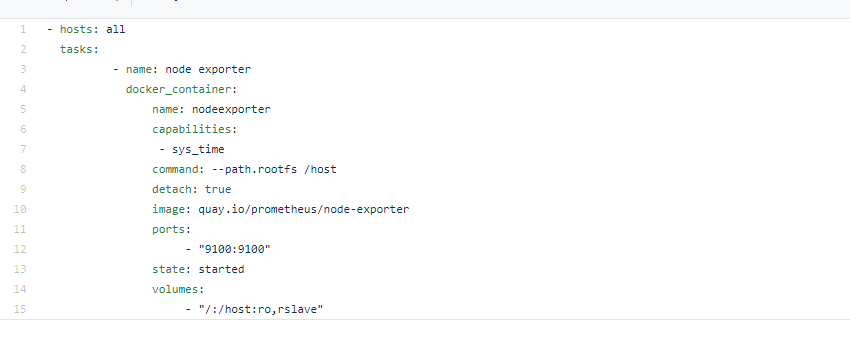 1 - hosts: all
2 tasks:
3 - name: node exporter
4 docker_container:
5 name: nodeexporter
6 capabilities:
7 - sys_time
8 command: --path.rootfs /host
9 detach: true
10 image: quay.io/prometheus/node-exporter
11 ports:
12 - "9100:9100"
13 state: started
14 volumes:
15 - "/:/host:ro,rslave"